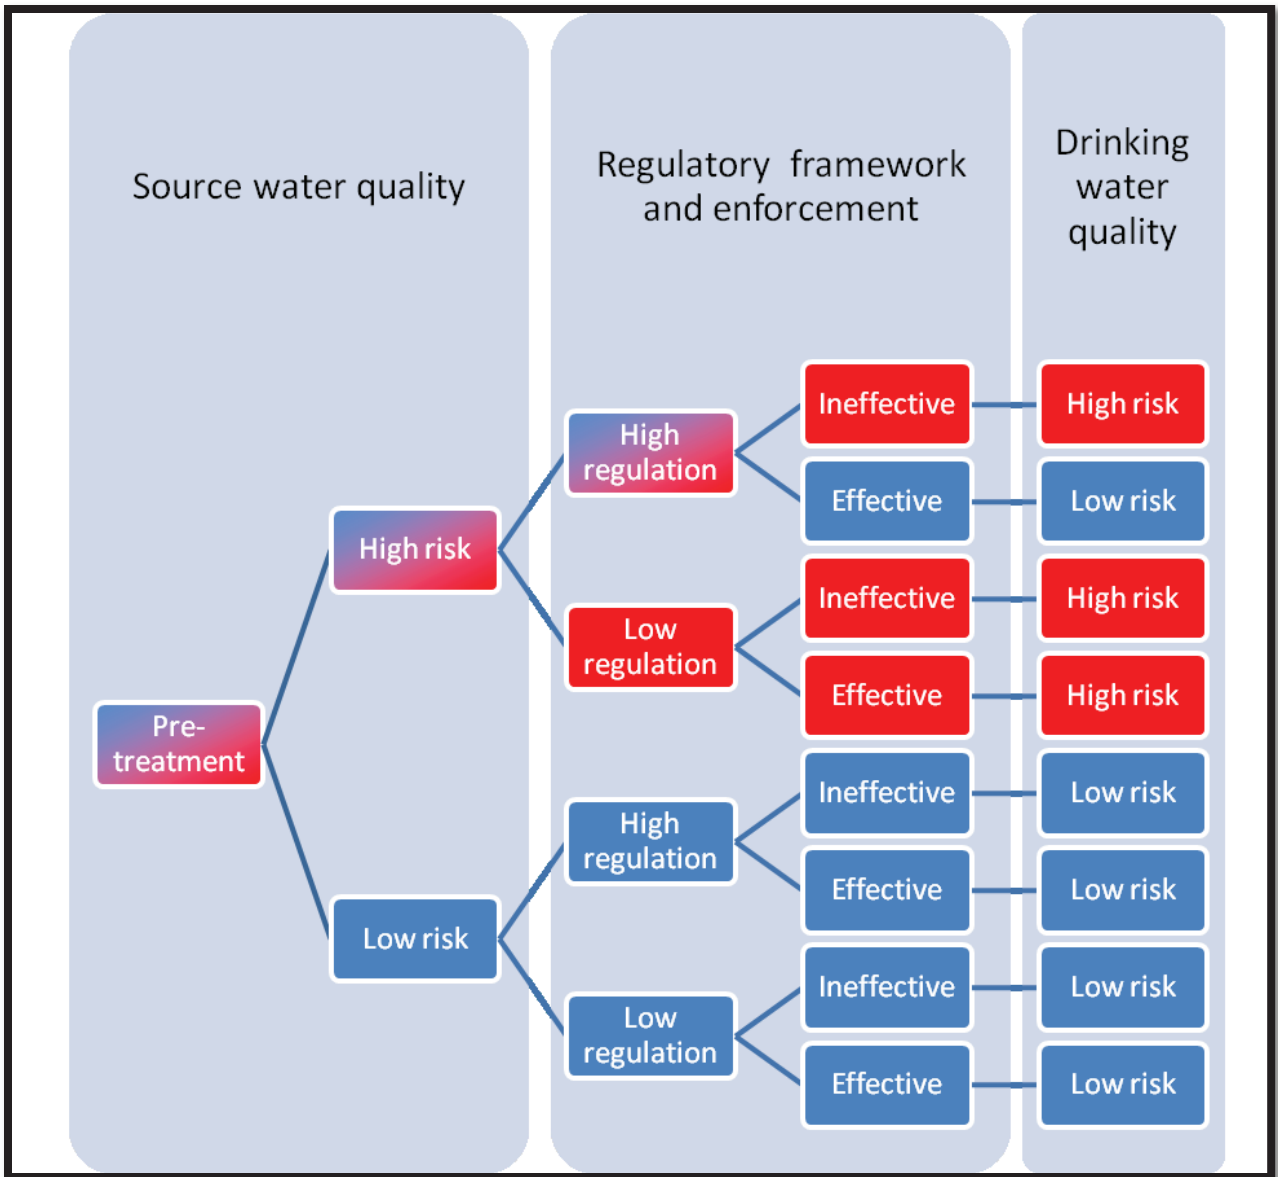 Source water quality
Regulatory framework
and enforcement
Drinking
water
quality
Pre-
treatment
High risk
Low risk
High
regulation
Low
regulation
High
regulation
Low
regulation
Ineffective
High risk
Effective
Low risk
Ineffective
High risk
Effective
High risk
Ineffective
Low risk
Effective
Low risk
Ineffective
Low risk
Effective
Low risk